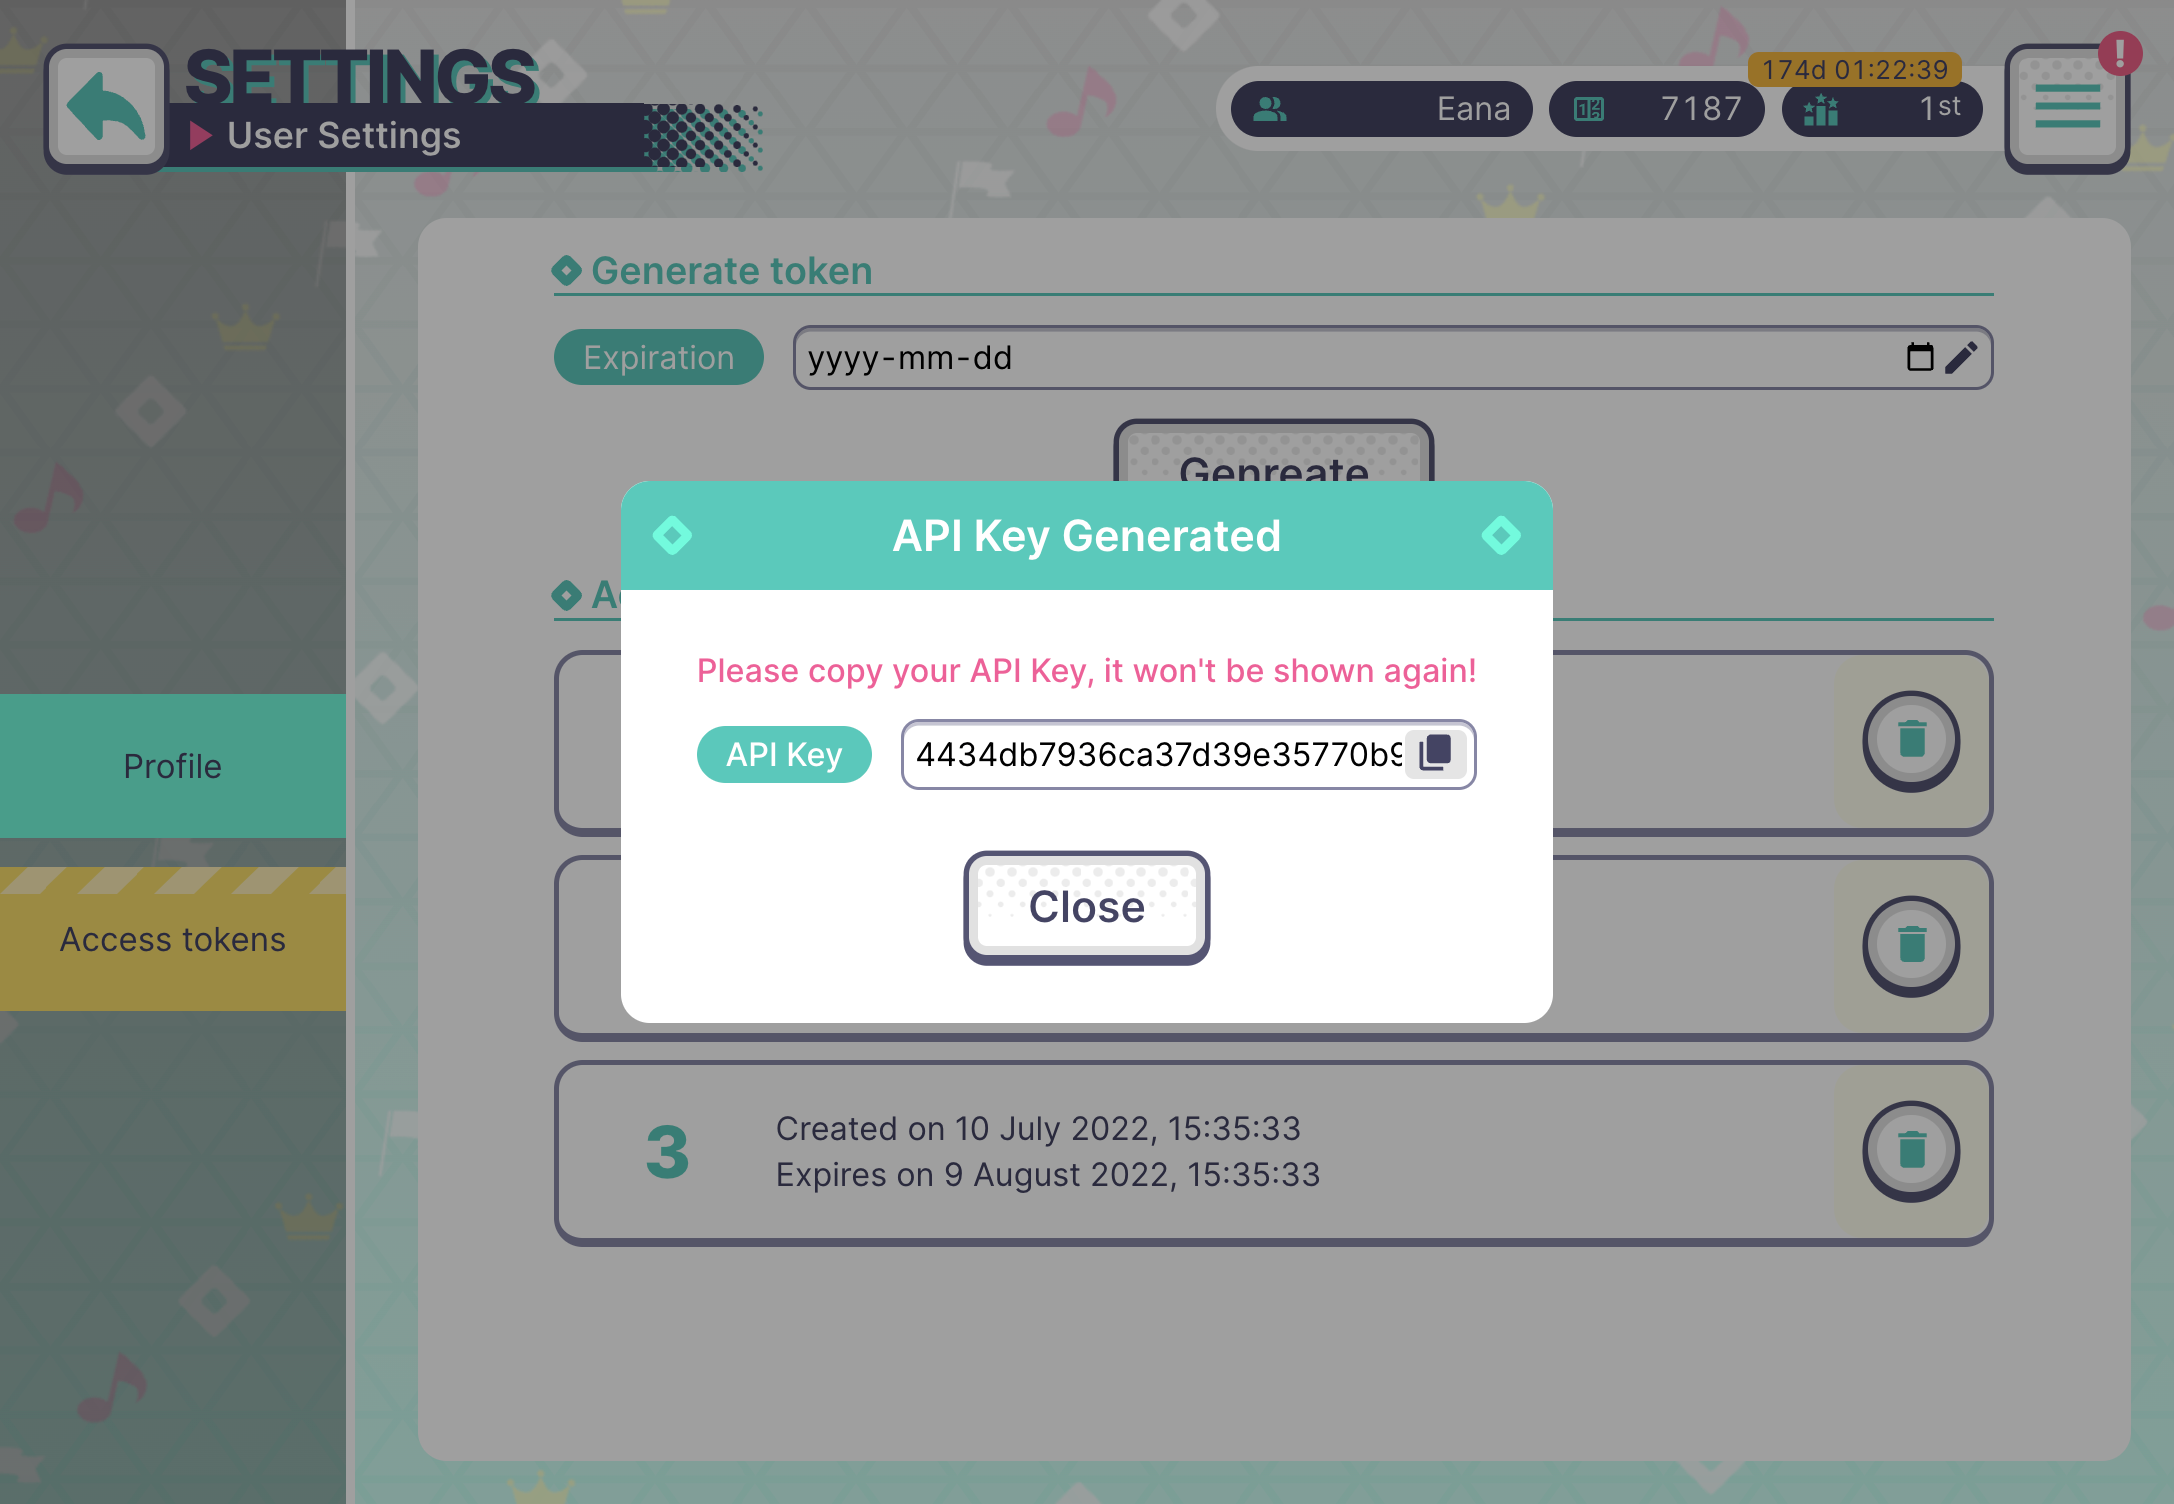 SETTINGS
User Settings
174d 01:22:39
!
Eana
7187
1st
Generate token
Expiration
yyyy-mm-dd
Genreate
API Key Generated
Please copy your API Key, it won't be shown again!
API Key
4434db7936ca37d39e35770b9
Close
Profile
Access tokens
3
Created on 10 July 2022, 15:35:33
Expires on 9 August 2022, 15:35:33